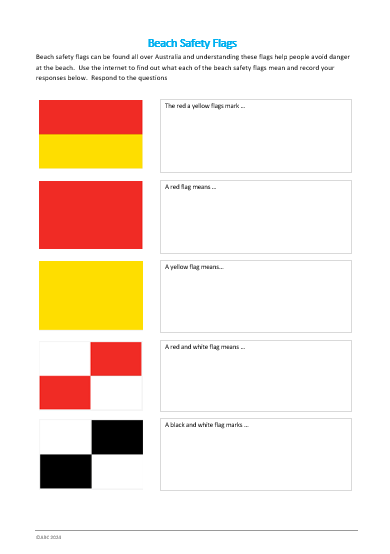 Beach Safety Flags
Beach safety flags can be found all over Australia and understanding these flags help people avoid danger
at the beach.  Use the internet to find out what each of the beach safety flags mean and record your
responses below.  Respond to the questions
The red a yellow flags mark ...
A red flag means ...
A yellow flag means...
A red and white flag means ...
A black and white flag marks ...
©ABC 2023